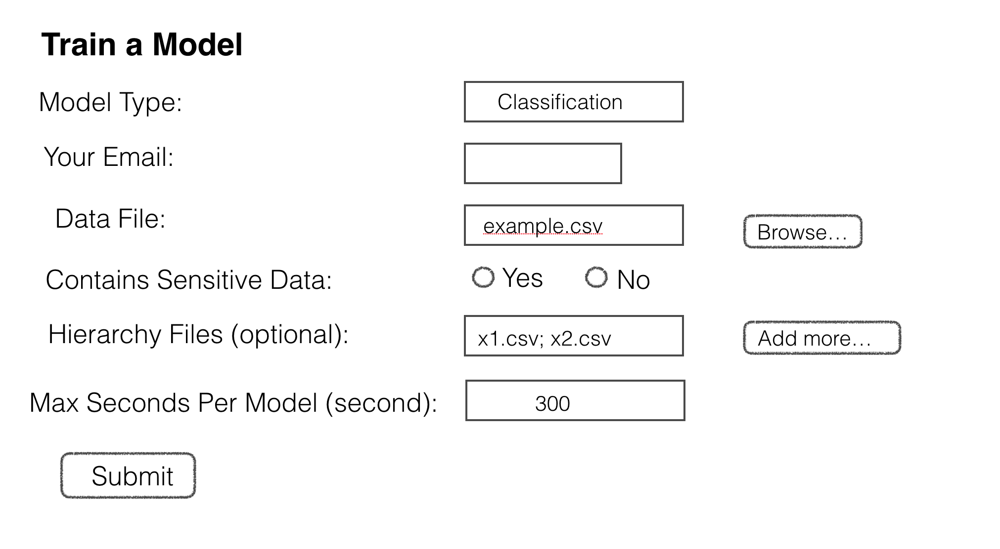 Train a Model
Model Type: Classification
Your Email:
Data File: example.csv Browse...
Contains Sensitive Data: Yes No
Hierarchy Files (optional): x1.csv; x2.csv Add more...
Max Seconds Per Model (second): 300
Submit